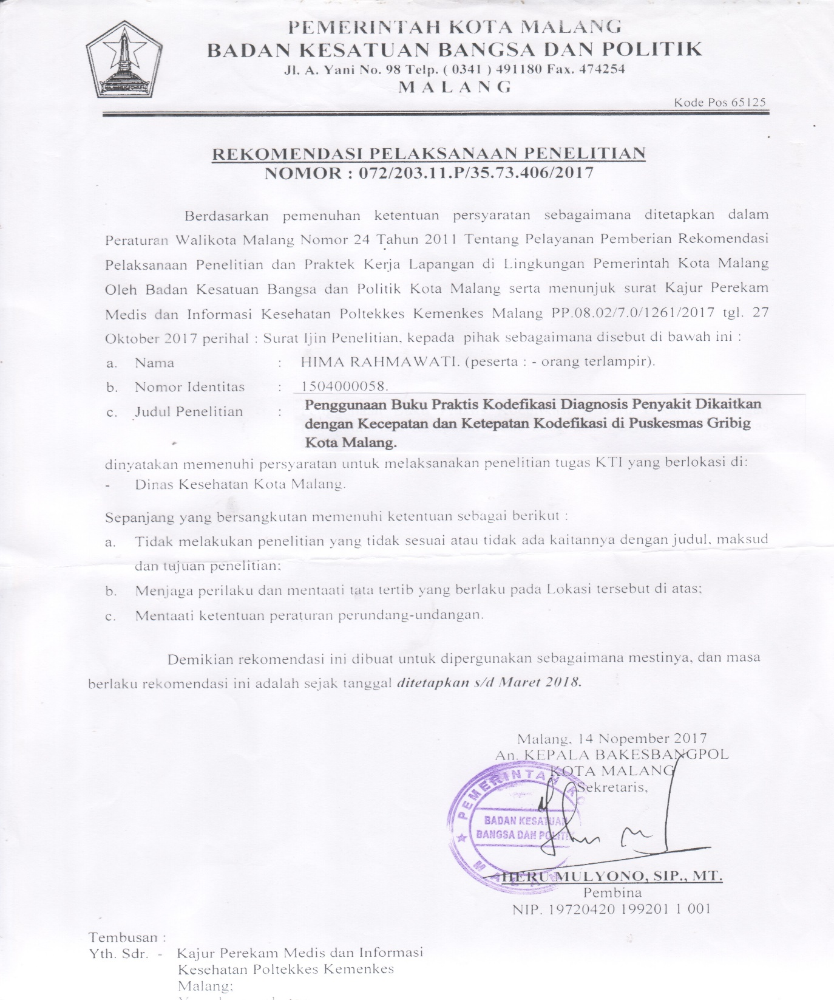 PEMERINTAH KOTA MALANG
BADAN KESATUAN BANGSA DAN POLITIK
Jl. A. Yani No. 98 Telp. ( 0341 ) 491180 Fax. 474254
M A L A N G
Kode Pos 65125
REKOMENDASI PELAKSANAAN PENELITIAN
NOMOR : 072/203.11.P/35.73.406/2017
Berdasarkan pemenuhan ketentuan persyaratan sebagaimana ditetapkan dalam
Peraturan Walikota Malang Nomor 24 Tahun 2011 Tentang Pelayanan Pemberian Rekomendasi
Pelaksanaan Penelitian dan Praktek Kerja Lapangan di Lingkungan Pemerintah Kota Malang
Oleh Badan Kesatuan Bangsa dan Politik Kota Malang serta menunjuk surat Kajur Perekam
Medis dan Informasi Kesehatan Poltekkes Kemenkes Malang PP.08.02/7.0/1261/2017 tgl. 27
Oktober 2017 perihal : Surat Ijin Penelitian, kepada pihak sebagaimana disebut di bawah ini :
a. Nama : HIMA RAHMAWATI. (peserta : - orang terlampir).
b. Nomor Identitas : 1504000058.
c. Judul Penelitian : Penggunaan Buku Praktis Kodefikasi Diagnosis Penyakit Dikaitkan
dengan Kecepatan dan Ketepatan Kodefikasi di Puskesmas Gribig
Kota Malang.
dinyatakan memenuhi persyaratan untuk melaksanakan penelitian tugas KTI yang berlokasi di:
- Dinas Kesehatan Kota Malang.
Sepanjang yang bersangkutan memenuhi ketentuan sebagai berikut :
a. Tidak melakukan penelitian yang tidak sesuai atau tidak ada kaitannya dengan judul, maksud
dan tujuan penelitian;
b. Menjaga perilaku dan mentaati tata tertib yang berlaku pada Lokasi tersebut di atas;
c. Mentaati ketentuan peraturan perundang-undangan.
Demikian rekomendasi ini dibuat untuk dipergunakan sebagaimana mestinya, dan masa
berlaku rekomendasi ini adalah sejak tanggal ditetapkan s/d Maret 2018.
Malang, 14 Nopember 2017
An. KEPALA BAKESBANGPOL
KOTA MALANG
Sekretaris,
PEMERINTAH KO
BADAN KESATUAN
BANGSA DAN POLITIK
MALAN
HERU MULYONO, SIP., MT.
Pembina
NIP. 19720420 199201 1 001
Tembusan :
Yth. Sdr. - Kajur Perekam Medis dan Informasi
Kesehatan Poltekkes Kemenkes
Malang;